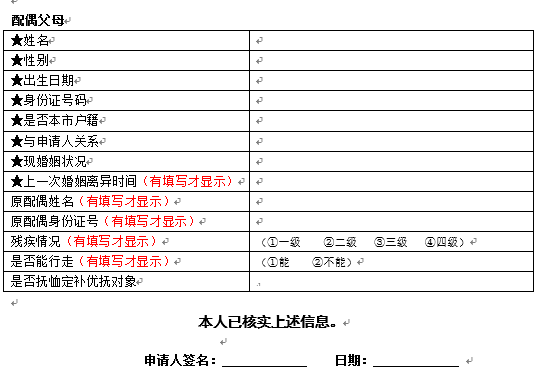 配偶父母
★姓名
★性别
★出生日期
★身份证号码
★是否本市户籍
★与申请人关系
★现婚姻状况
★上一次婚姻离异时间（有填写才显示）
原配偶姓名（有填写才显示）
原配偶身份证号（有填写才显示）
残疾情况（有填写才显示） （①一级 ②二级 ③三级 ④四级）
是否能行走（有填写才显示） （①能 ②不能）
是否抚恤定补优抚对象
本人已核实上述信息。
申请人签名：____________ 日期：____________